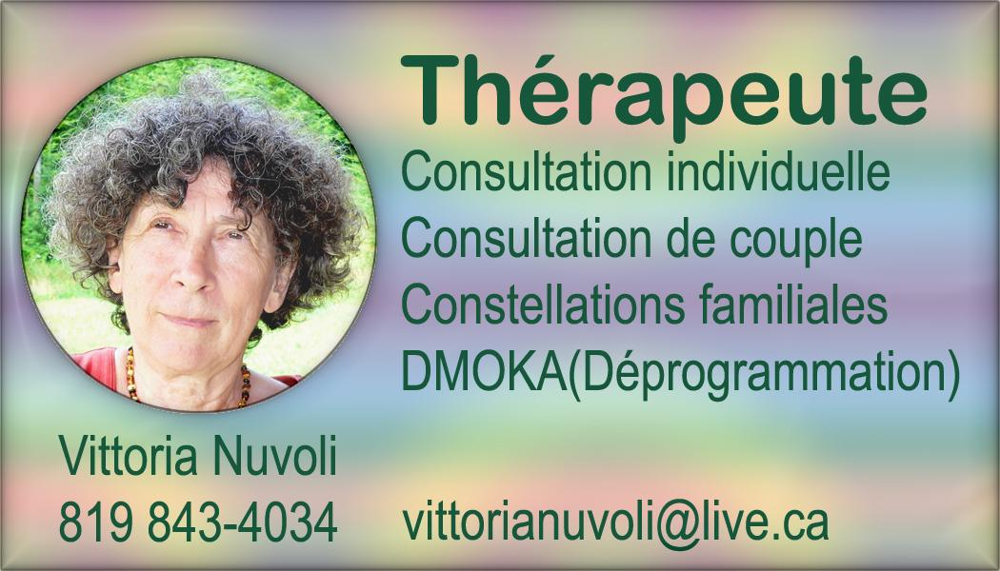 Thérapeute
Consultation individuelle
Consultation de couple
Constellations familiales
DMOKA(Déprogrammation)
Vittoria Nuvoli
819 843-4034
vittorianuvoli@live.ca